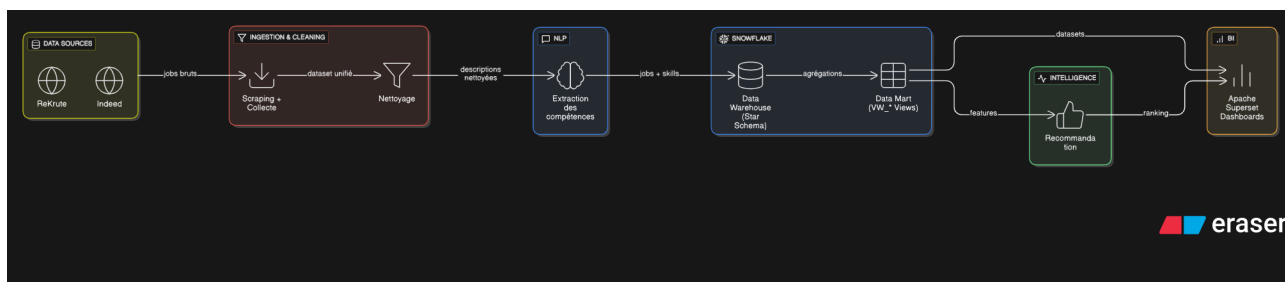 DATA SOURCES
ReKrute
Indeed
jobs bruts
INGESTION & CLEANING
Scraping +
Collecte
dataset unifié
Nettoyage
descriptions
nettoyées
NLP
Extraction
des
compétences
jobs + skills
SNOWFLAKE
Data
Warehouse
(Star
Schema)
agrégations
Data Mart
(VW_* Views)
datasets
features
INTELLIGENCE
Recommanda
tion
ranking
BI
Apache
Superset
Dashboards
eraser